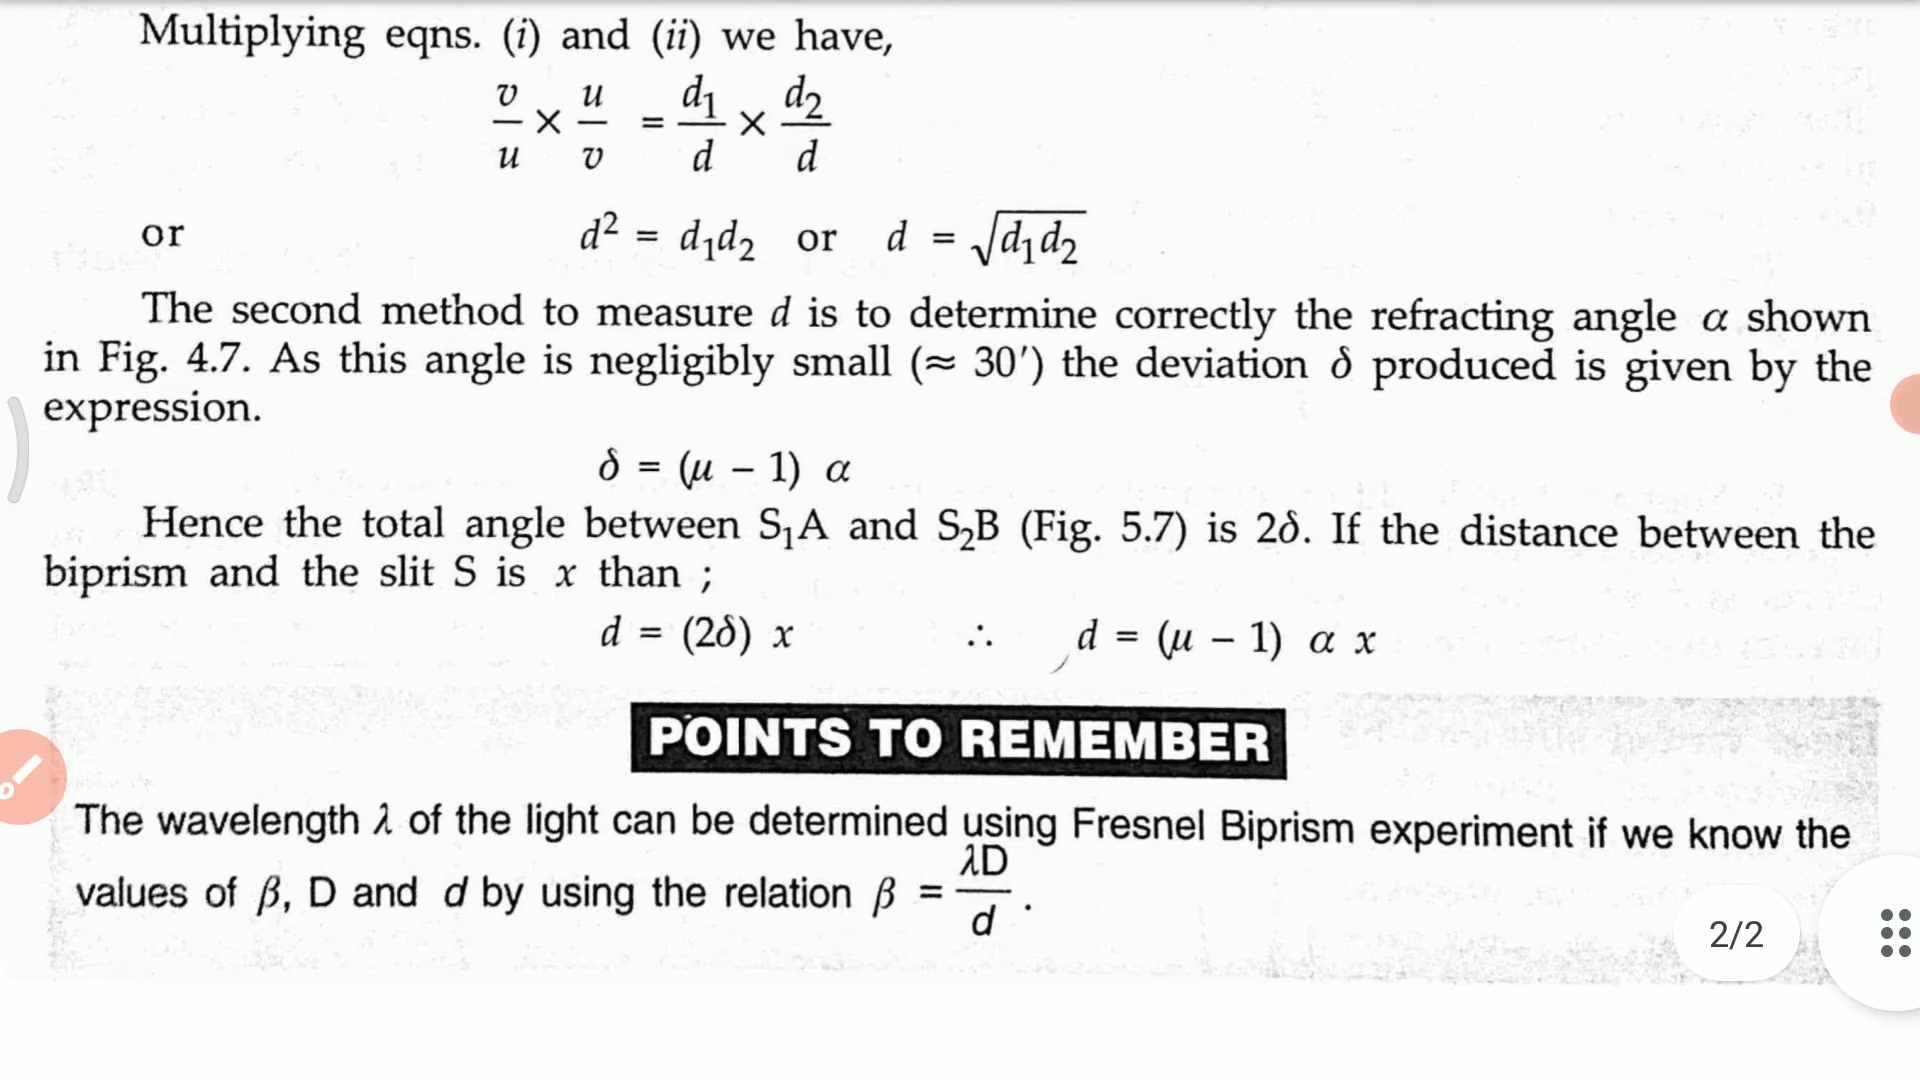 Multiplying eqns. (i) and (ii) we have,
v/u × u/v = d₁/d × d₂/d
or d² = d₁d₂ or d = √d₁d₂
The second method to measure d is to determine correctly the refracting angle α shown
in Fig. 4.7. As this angle is negligibly small (≈ 30′) the deviation δ produced is given by the
expression.
δ = (μ − 1) α
Hence the total angle between S₁A and S₂B (Fig. 5.7) is 2δ. If the distance between the
biprism and the slit S is x than ;
d = (2δ) x ∴ d = (μ − 1) α x
POINTS TO REMEMBER
The wavelength λ of the light can be determined using Fresnel Biprism experiment if we know the
values of β, D and d by using the relation β = λD/d .
2/2